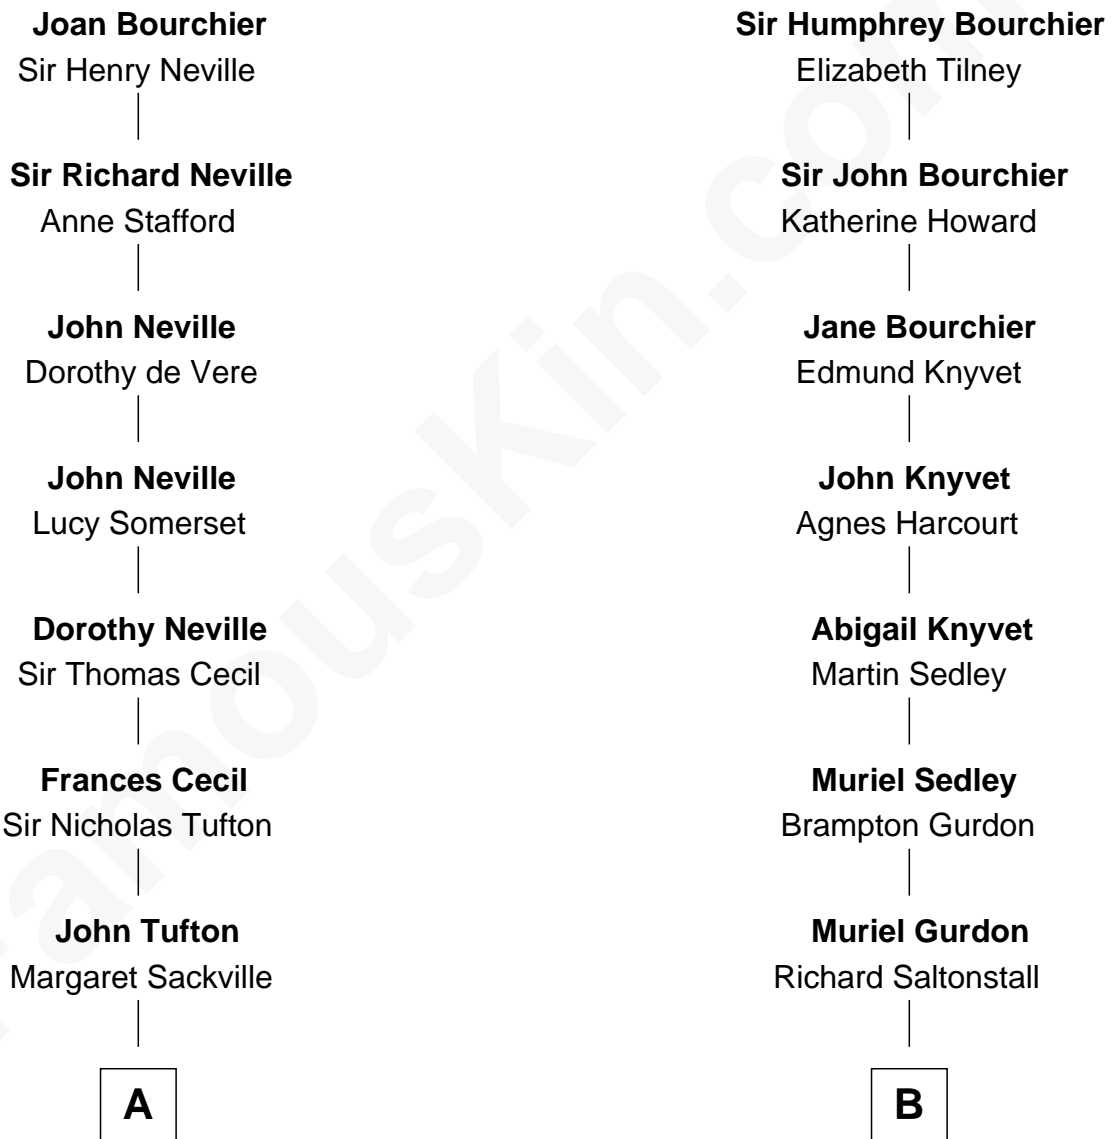 Joan Bourchier
Sir Henry Neville
Sir Richard Neville
Anne Stafford
John Neville
Dorothy de Vere
John Neville
Lucy Somerset
Dorothy Neville
Sir Thomas Cecil
Frances Cecil
Sir Nicholas Tufton
John Tufton
Margaret Sackville
A
Sir Humphrey Bourchier
Elizabeth Tilney
Sir John Bourchier
Katherine Howard
Jane Bourchier
Edmund Knyvet
John Knyvet
Agnes Harcourt
Abigail Knyvet
Martin Sedley
Muriel Sedley
Brampton Gurdon
Muriel Gurdon
Richard Saltonstall
B
FamousKin.com